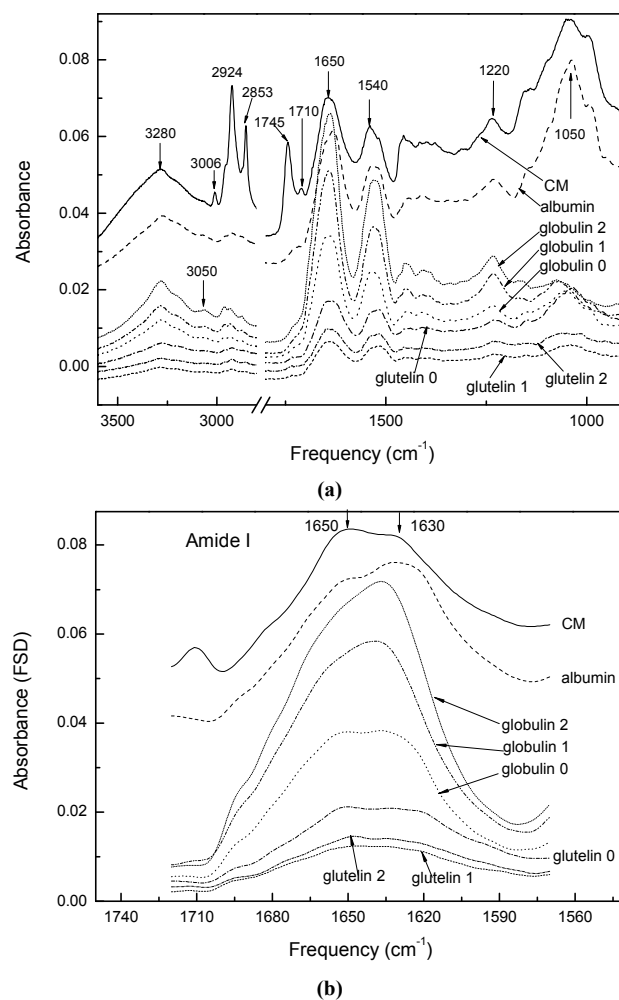 0.08
0.06
0.04
0.02
0.00
Absorbance
3280
3006
2924
2853
3050
1745
1710
1650
1540
1220
1050
CM
albumin
globulin 2
globulin 1
globulin 0
glutelin 0
glutelin 1
glutelin 2
3500 3000 1500 1000
Frequency (cm⁻¹)
(a)
Amide I
1650
1630
0.08
0.06
0.04
0.02
0.00
Absorbance (FSD)
CM
albumin
globulin 2
globulin 1
globulin 0
glutelin 0
glutelin 2
glutelin 1
1740 1710 1680 1650 1620 1590 1560
Frequency (cm⁻¹)
(b)